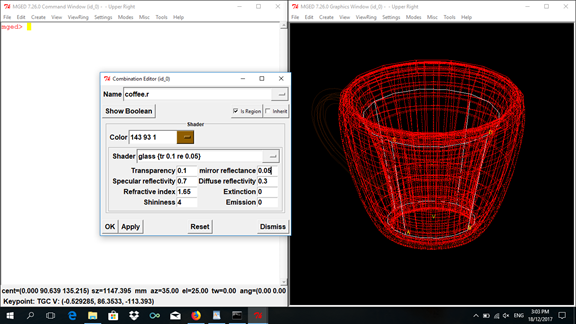 MGED 7.26.0 Command Window (id_0) - - Upper Right
File Edit Create View ViewRing Settings Modes Misc Tools Help
mged>
MGED 7.26.0 Graphics Window (id_0) - - Upper Right
File Edit Create View ViewRing Settings Modes Misc Tools Help
Combination Editor (id_0)
Name coffee.r
Show Boolean Is Region Inherit
Shader
Color 143 93 1
Shader glass {tr 0.1 re 0.05}
Transparency 0.1 mirror reflectance 0.05
Specular reflectivity 0.7 Diffuse reflectivity 0.3
Refractive index 1.65 Extinction 0
Shininess 4 Emission 0
OK Apply Reset Dismiss
V
cent=(0.000 90.639 135.215) sz=1147.395 mm az=35.00 el=25.00 tw=0.00 ang=(0.00 0.00
Keypoint: TGC V: (-0.529285, 86.3533, -113.393)
ENG
3:03 PM
18/12/2017